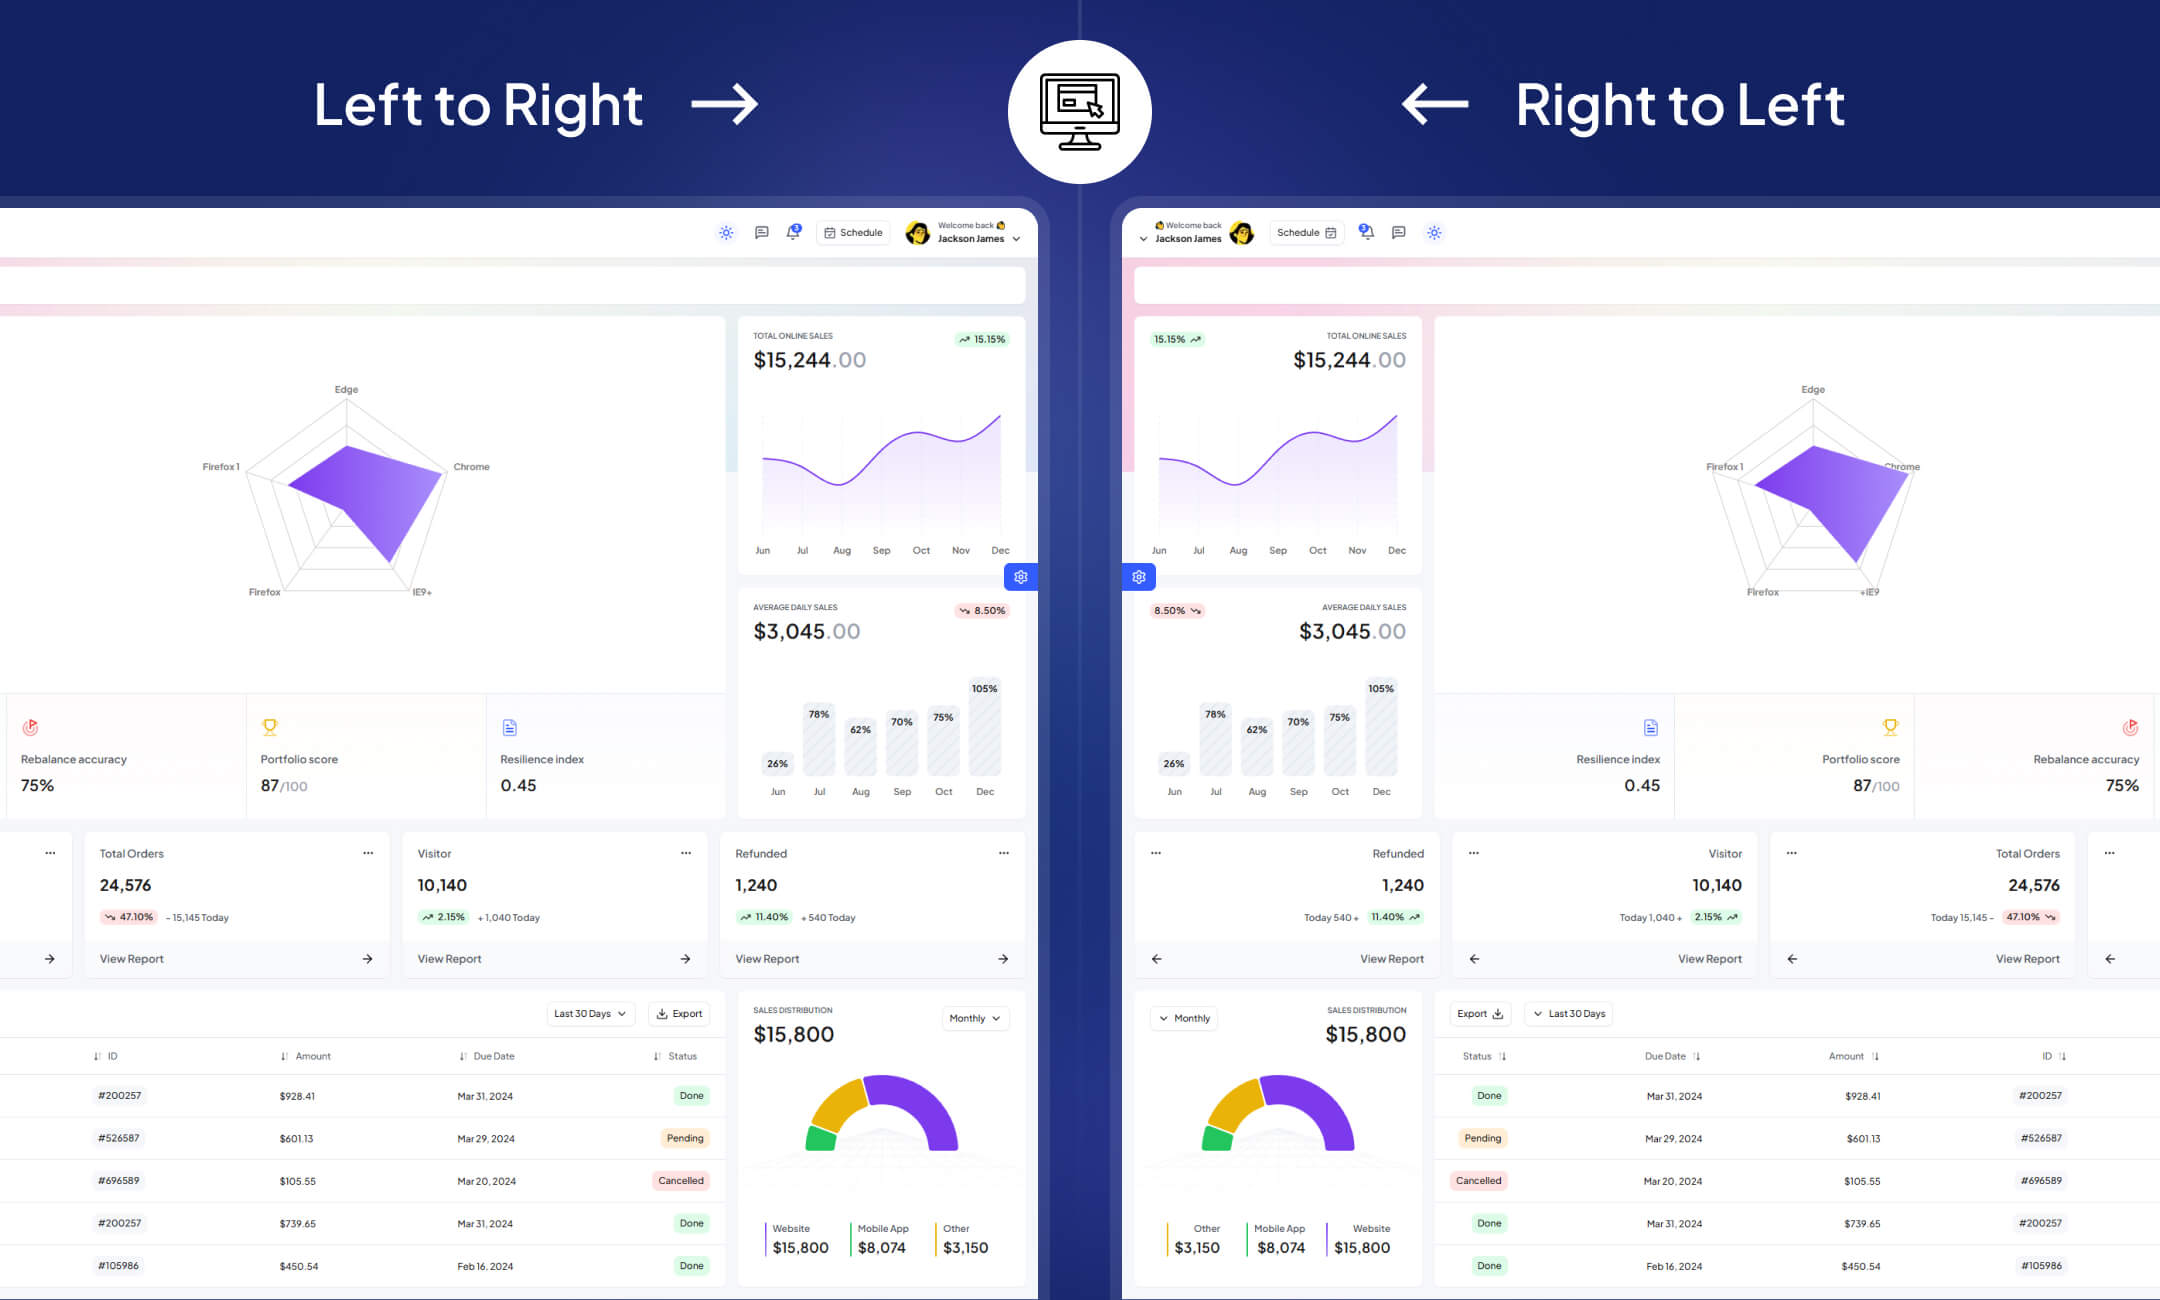 Left to Right
Right to Left
3
Schedule
Welcome back
Jackson James
TOTAL ONLINE SALES
15.15%
$15,244.00
Edge
Firefox 1
Chrome
Firefox
IE9+
Jun Jul Aug Sep Oct Nov Dec
AVERAGE DAILY SALES
8.50%
$3,045.00
26% 78% 62% 70% 75% 105%
Jun Jul Aug Sep Oct Dec
Rebalance accuracy
75%
Portfolio score
87/100
Resilience index
0.45
Total Orders
24,576
47.10% - 15,145 Today
View Report
Visitor
10,140
2.15% + 1,040 Today
View Report
Refunded
1,240
11.40% + 540 Today
View Report
Last 30 Days Export
ID Amount Due Date Status
#200257 $928.41 Mar 31, 2024 Done
#526587 $601.13 Mar 29, 2024 Pending
#696589 $105.55 Mar 20, 2024 Cancelled
#200257 $739.65 Mar 31, 2024 Done
#105986 $450.54 Feb 16, 2024 Done
SALES DISTRIBUTION
Monthly
$15,800
Website Mobile App Other
$15,800 $8,074 $3,150
Welcome back
Jackson James
Schedule
3
15.15%
TOTAL ONLINE SALES
$15,244.00
Jun Jul Aug Sep Oct Nov Dec
Edge
Firefox 1
Chrome
Firefox
+IE9
8.50%
AVERAGE DAILY SALES
$3,045.00
26% 78% 62% 70% 75% 105%
Jun Jul Aug Sep Oct Dec
Resilience index
0.45
Portfolio score
87/100
Rebalance accuracy
75%
Refunded
1,240
Today 540 + 11.40%
View Report
Visitor
10,140
Today 1,040 + 2.15%
View Report
Total Orders
24,576
Today 15,145 - 47.10%
View Report
Monthly
SALES DISTRIBUTION
$15,800
Other Mobile App Website
$3,150 $8,074 $15,800
Export Last 30 Days
Status Due Date Amount ID
Done Mar 31, 2024 $928.41 #200257
Pending Mar 29, 2024 $601.13 #526587
Cancelled Mar 20, 2024 $105.55 #696589
Done Mar 31, 2024 $739.65 #200257
Done Feb 16, 2024 $450.54 #105986